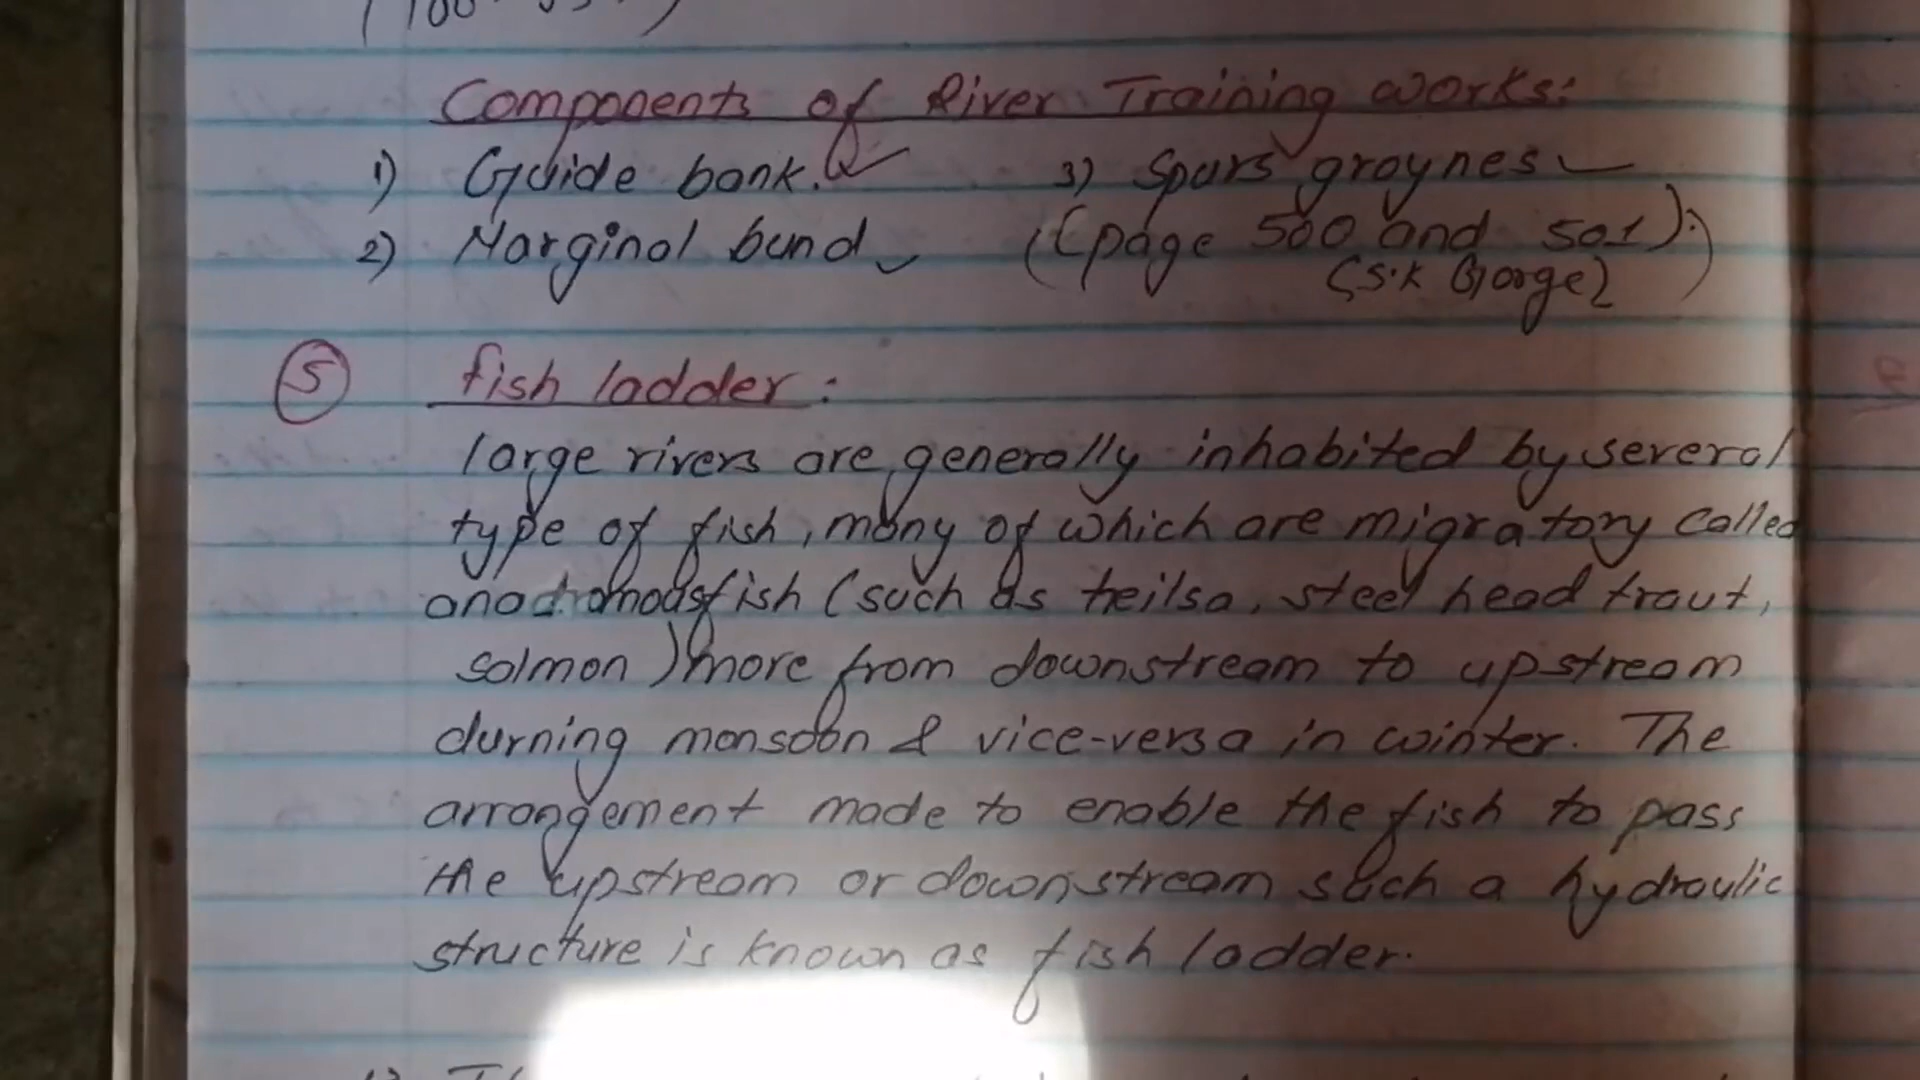 Components of River Training works:
1) Guide bank. 3) Spurs groynes
2) Marginal bund ((page 500 and 501).)
(S.K Garge)
5 fish ladder:
large rivers are generally inhabited by several
type of fish, many of which are migratory called
anadromous fish (such as heilsa, steel head traut,
salmon) more from downstream to upstream
durning monsoon & vice-versa in winter. The
arrangement made to enable the fish to pass
the upstream or downstream such a hydraulic
structure is known as fish ladder.